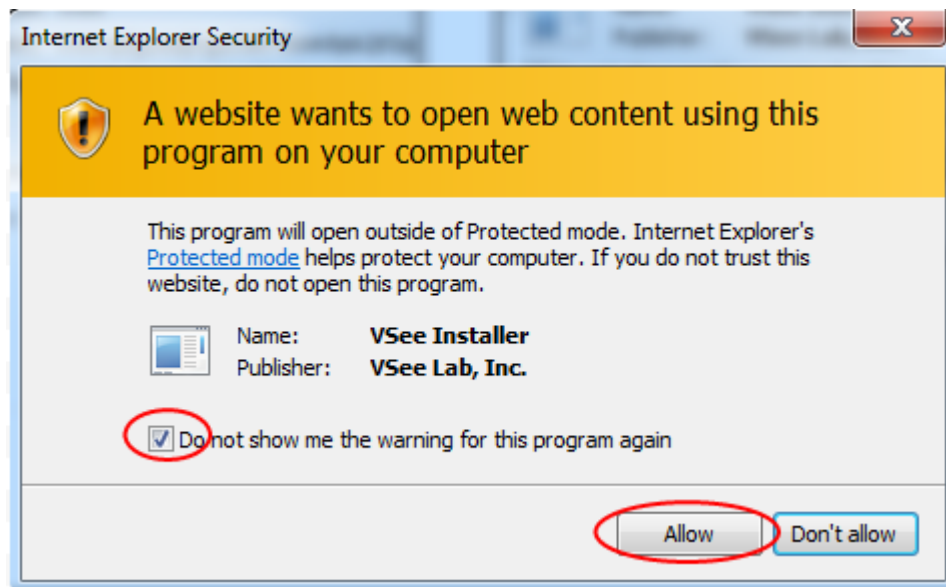 Internet Explorer Security
A website wants to open web content using this
program on your computer
This program will open outside of Protected mode. Internet Explorer's
Protected mode helps protect your computer. If you do not trust this
website, do not open this program.
Name: VSee Installer
Publisher: VSee Lab, Inc.
Do not show me the warning for this program again
Allow Don't allow